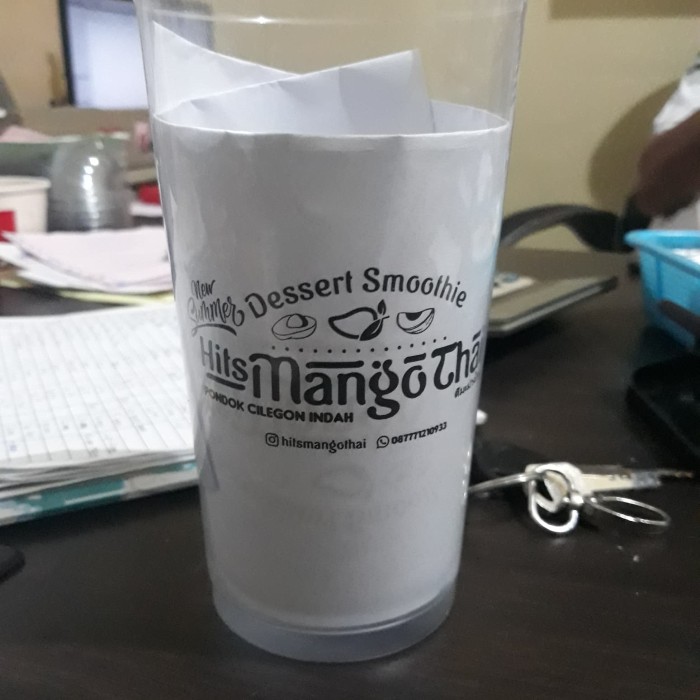 New
Summer
Dessert Smoothie
Hits Mango Thai
PONDOK CILEGON INDAH
hitsmangothai 087771210933